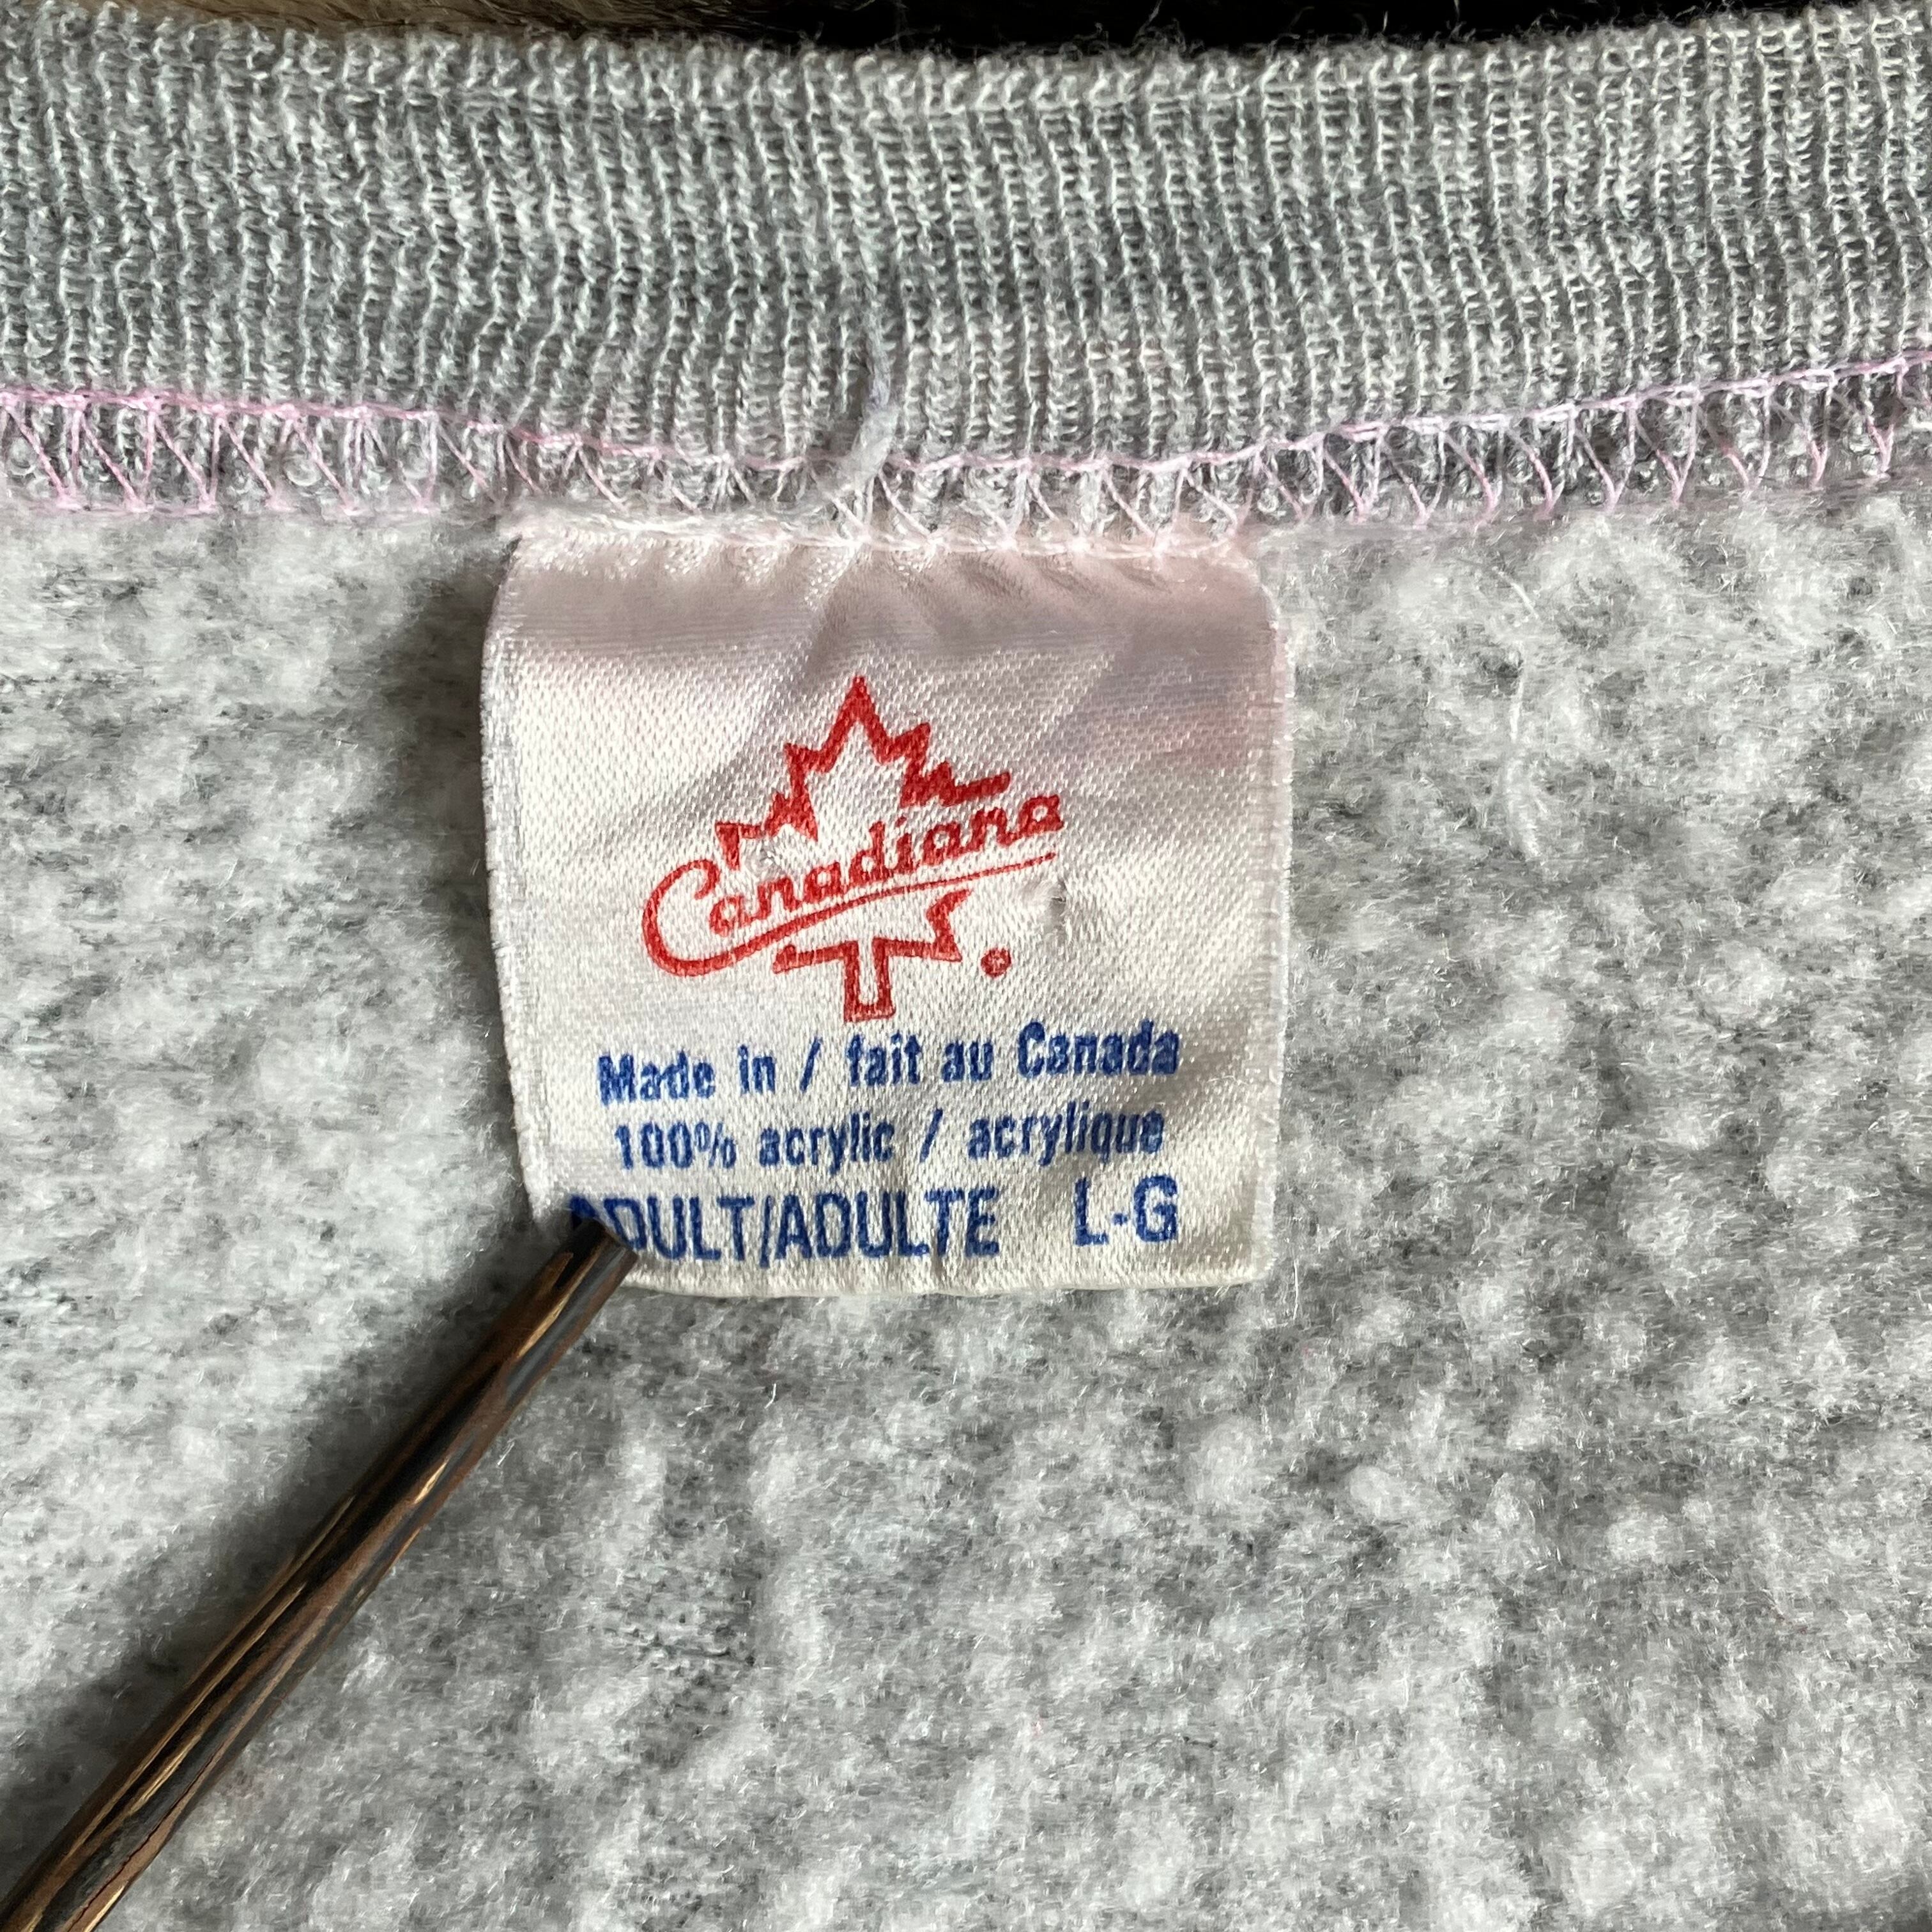 Canadiana ®
Made in / fait au Canada
100% acrylic / acrylique
ADULT/ADULTE L-G